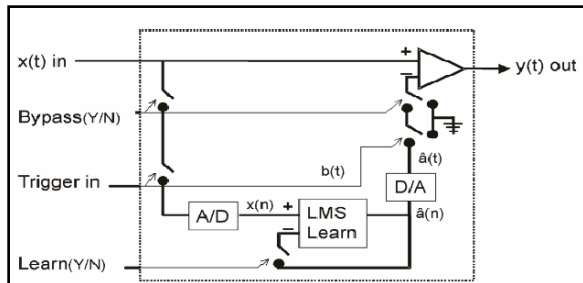 x(t) in
+
−
y(t) out
Bypass(Y/N)
Trigger in
b(t)
â(t)
D/A
A/D
x(n)
+
−
LMS
Learn
â(n)
Learn(Y/N)